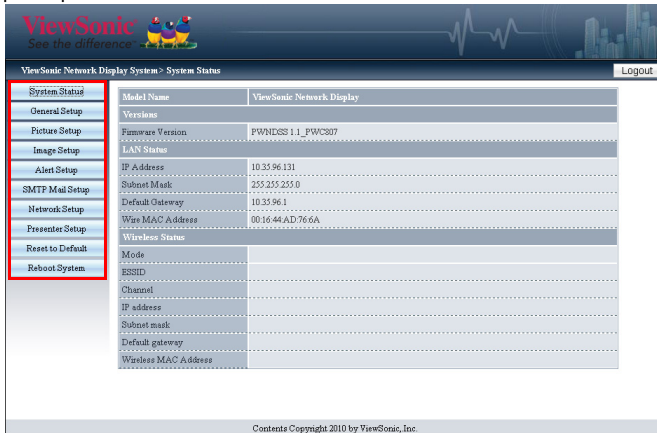 ViewSonic
See the difference™
ViewSonic Network Display System> System Status
Logout
System Status
General Setup
Picture Setup
Image Setup
Alert Setup
SMTP Mail Setup
Network Setup
Presenter Setup
Reset to Default
Reboot System
Model Name ViewSonic Network Display
Versions
Firmware Version PWNDSS 1.1_PWC807
LAN Status
IP Address 10.35.96.131
Subnet Mask 255.255.255.0
Default Gateway 10.35.96.1
Wire MAC Address 00:16:44:AD:76:6A
Wireless Status
Mode
ESSID
Channel
IP address
Subnet mask
Default gateway
Wireless MAC Address
Contents Copyright 2010 by ViewSonic, Inc.